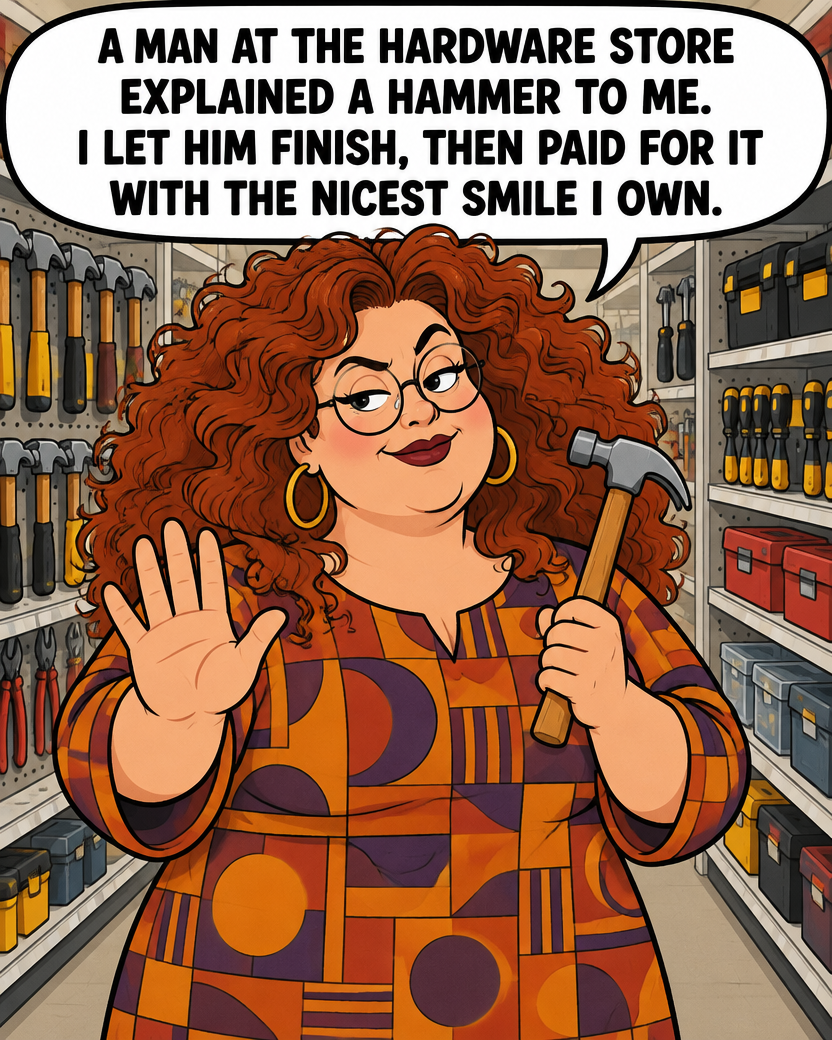 A MAN AT THE HARDWARE STORE
EXPLAINED A HAMMER TO ME.
I LET HIM FINISH, THEN PAID FOR IT
WITH THE NICEST SMILE I OWN.